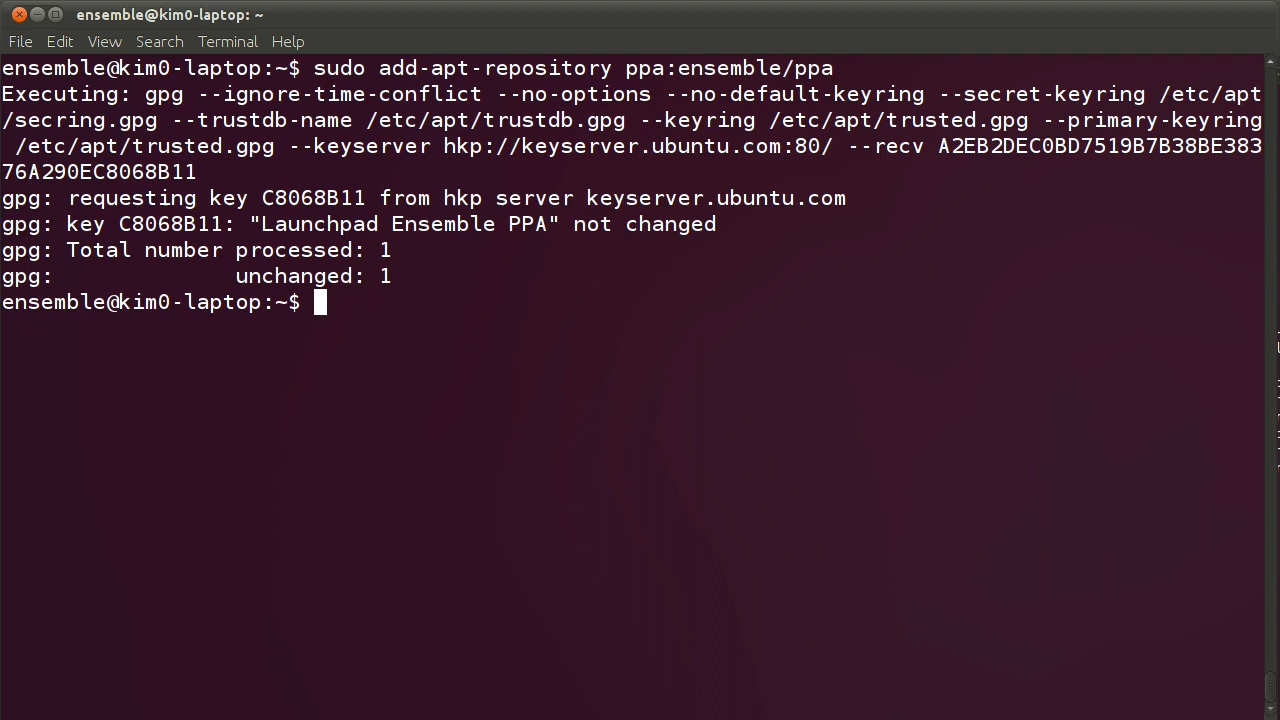 ensemble@kim0-laptop: ~
File Edit View Search Terminal Help
ensemble@kim0-laptop:~$ sudo add-apt-repository ppa:ensemble/ppa
Executing: gpg --ignore-time-conflict --no-options --no-default-keyring --secret-keyring /etc/apt
/secring.gpg --trustdb-name /etc/apt/trustdb.gpg --keyring /etc/apt/trusted.gpg --primary-keyring
/etc/apt/trusted.gpg --keyserver hkp://keyserver.ubuntu.com:80/ --recv A2EB2DEC0BD7519B7B38BE383
76A290EC8068B11
gpg: requesting key C8068B11 from hkp server keyserver.ubuntu.com
gpg: key C8068B11: "Launchpad Ensemble PPA" not changed
gpg: Total number processed: 1
gpg:              unchanged: 1
ensemble@kim0-laptop:~$